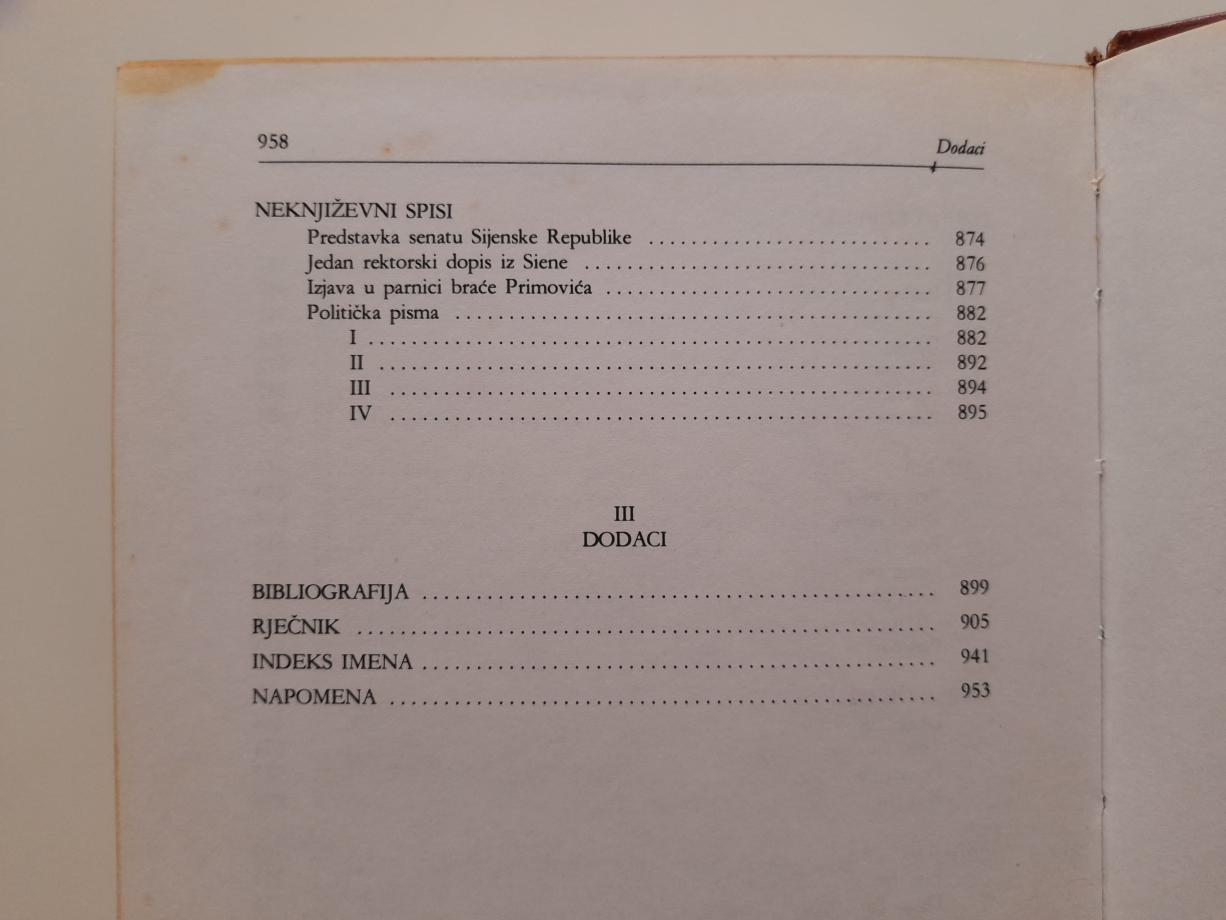 958 Dodaci
NEKNJIŽEVNI SPISI
Predstavka senatu Sijenske Republike .......................... 874
Jedan rektorski dopis iz Siene ................................ 876
Izjava u parnici braće Primovića .............................. 877
Politička pisma ............................................ 882
I .................................................... 882
II ................................................... 892
III .................................................. 894
IV .................................................. 895
III
DODACI
BIBLIOGRAFIJA ................................................ 899
RJEČNIK ...................................................... 905
INDEKS IMENA ................................................ 941
NAPOMENA ................................................... 953